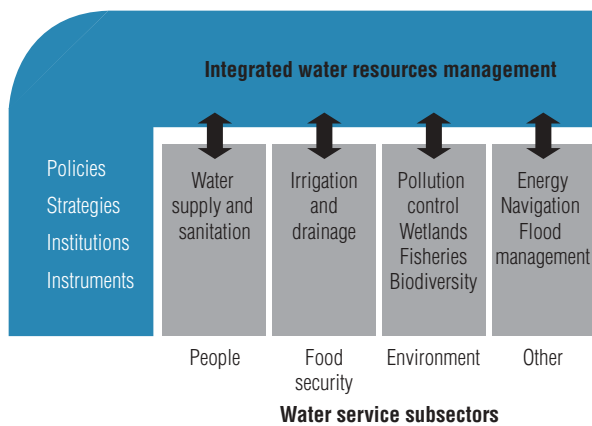 Integrated water resources management
Policies
Strategies
Institutions
Instruments
Water
supply and
sanitation
Irrigation
and
drainage
Pollution
control
Wetlands
Fisheries
Biodiversity
Energy
Navigation
Flood
management
People
Food
security
Environment
Other
Water service subsectors